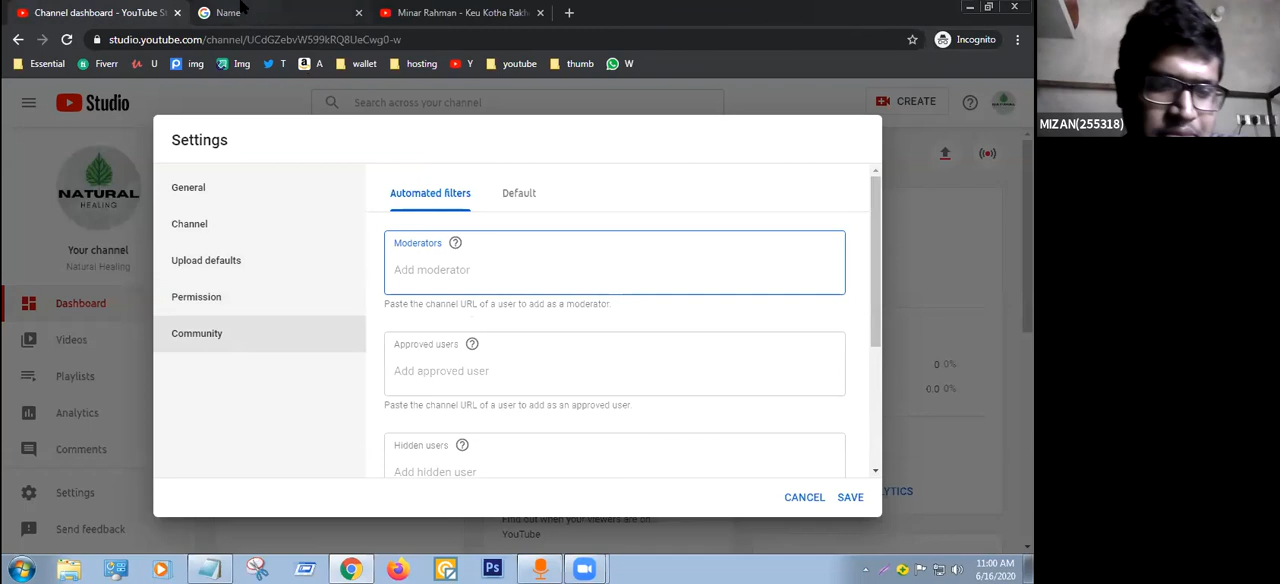 Channel dashboard - YouTube St
Name
Minar Rahman - Keu Kotha Rakh
studio.youtube.com/channel/UCdGZebvW599kRQ8UeCwg0-w
Incognito
Essential
Fiverr
U
img
Img
T
A
wallet
hosting
Y
youtube
thumb
W
MIZAN(255318)
Studio
Search across your channel
CREATE
Settings
NATURAL
HEALING
Your channel
Natural Healing
Dashboard
Videos
Playlists
Analytics
Comments
Settings
Send feedback
General
Channel
Upload defaults
Permission
Community
Automated filters
Default
Moderators
Add moderator
Paste the channel URL of a user to add as a moderator.
Approved users
Add approved user
Paste the channel URL of a user to add as an approved user.
Hidden users
Add hidden user
0 0%
0.0 0%
CANCEL
SAVE
YTICS
Find out when your viewers are on...
YouTube
Ps
11:00 AM
6/16/2020